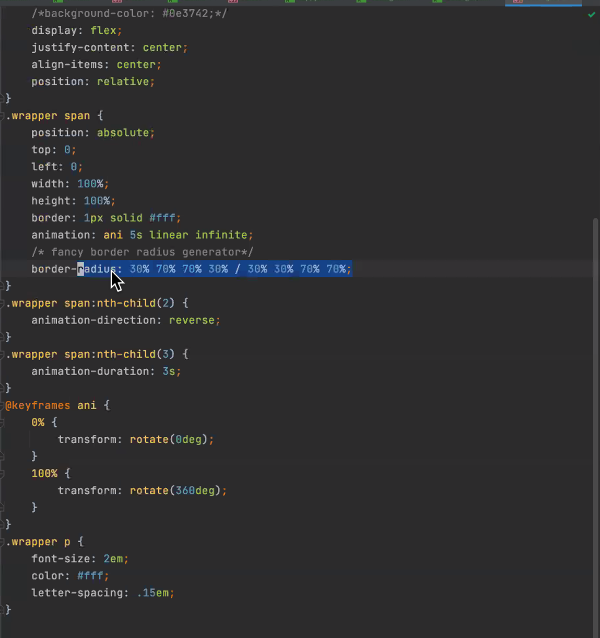 /*background-color: #0e3742;*/
display: flex;
justify-content: center;
align-items: center;
position: relative;
}
.wrapper span {
position: absolute;
top: 0;
left: 0;
width: 100%;
height: 100%;
border: 1px solid #fff;
animation: ani 5s linear infinite;
/* fancy border radius generator*/
border-radius: 30% 70% 70% 30% / 30% 30% 70% 70%;
}
.wrapper span:nth-child(2) {
animation-direction: reverse;
}
.wrapper span:nth-child(3) {
animation-duration: 3s;
}
@keyframes ani {
0% {
transform: rotate(0deg);
}
100% {
transform: rotate(360deg);
}
}
.wrapper p {
font-size: 2em;
color: #fff;
letter-spacing: .15em;
}